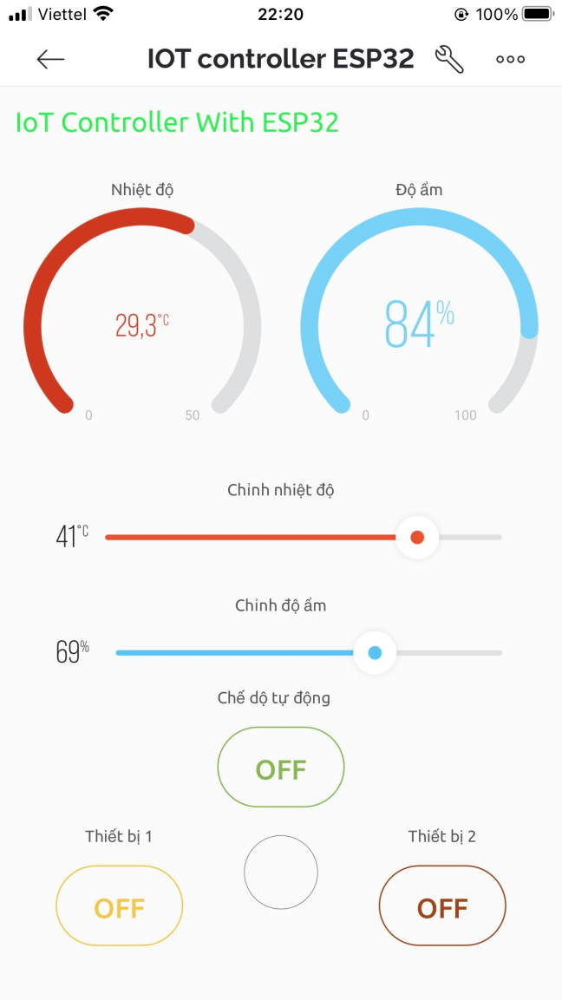 Viettel 22:20 100%
IOT controller ESP32
IoT Controller With ESP32
Nhiệt độ Độ ẩm
29,3°C 84%
0 50 0 100
Chỉnh nhiệt độ
41°C
Chỉnh độ ẩm
69%
Chế dộ tự động
OFF
Thiết bị 1 Thiết bị 2
OFF OFF